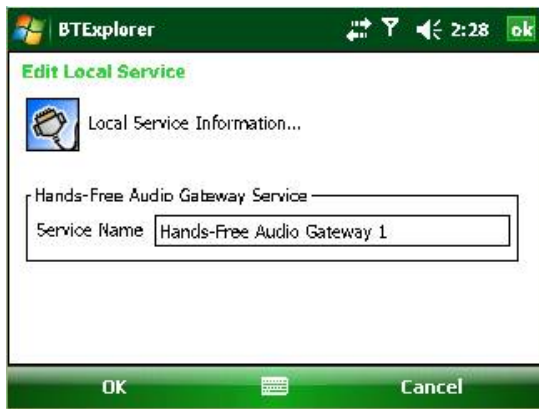 BTExplorer 2:28 ok
Edit Local Service
Local Service Information...
Hands-Free Audio Gateway Service
Service Name Hands-Free Audio Gateway 1
OK Cancel